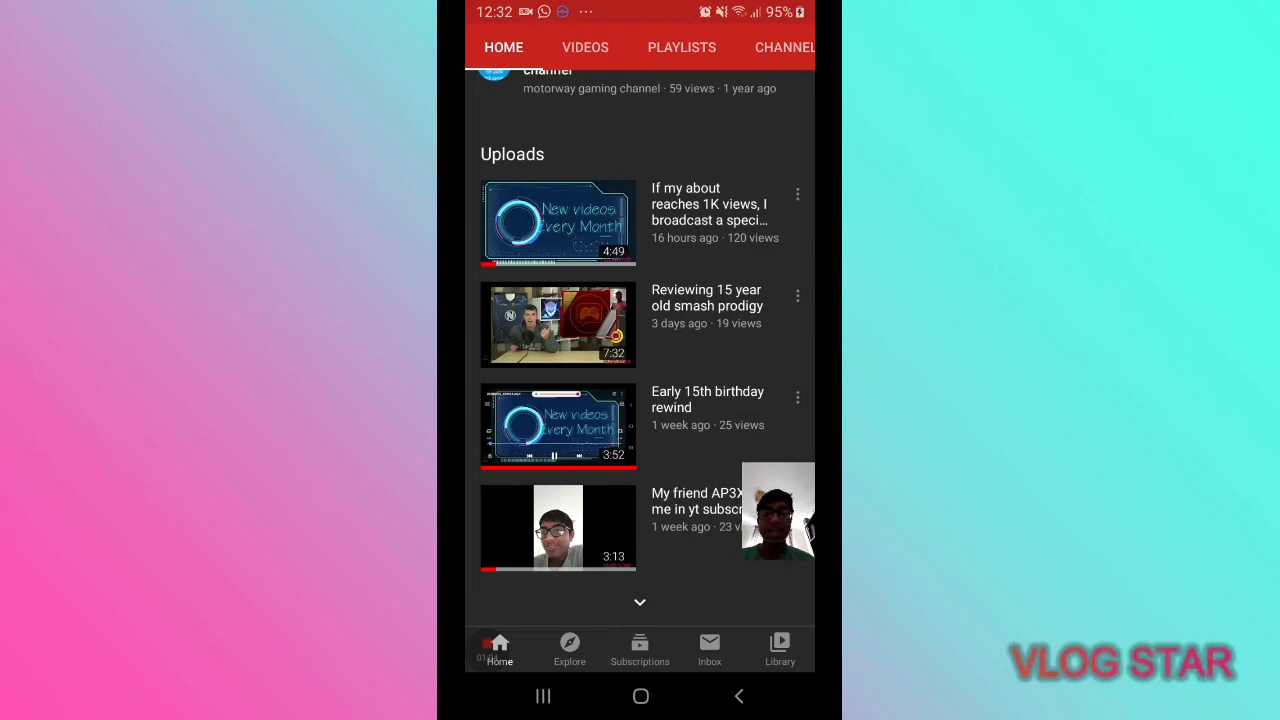 12:32 ... 95%
HOME VIDEOS PLAYLISTS CHANNEL
channel
motorway gaming channel · 59 views · 1 year ago
Uploads
New videos
Every Month
4:49
If my about
reaches 1K views, I
broadcast a speci...
16 hours ago · 120 views
7:32
Reviewing 15 year
old smash prodigy
3 days ago · 19 views
New videos
Every Month
3:52
Early 15th birthday
rewind
1 week ago · 25 views
3:13
VLOG STAR
My friend AP3X
me in yt subscr
1 week ago · 23 v
01:04
Home Explore Subscriptions Inbox Library
VLOG STAR